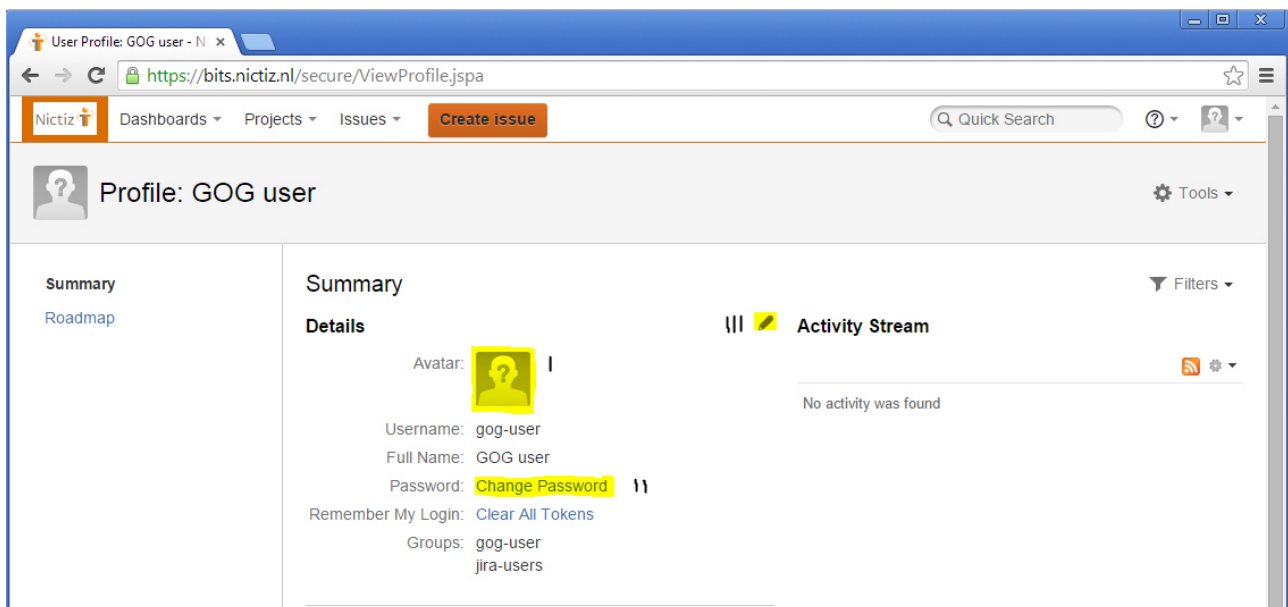 User Profile: GOG user - N
https://bits.nictiz.nl/secure/ViewProfile.jspa
Nictiz Dashboards Projects Issues Create issue Quick Search
Profile: GOG user Tools
Summary Summary Filters
Roadmap Details III Activity Stream
Avatar: I
No activity was found
Username: gog-user
Full Name: GOG user
Password: Change Password II
Remember My Login: Clear All Tokens
Groups: gog-user
jira-users